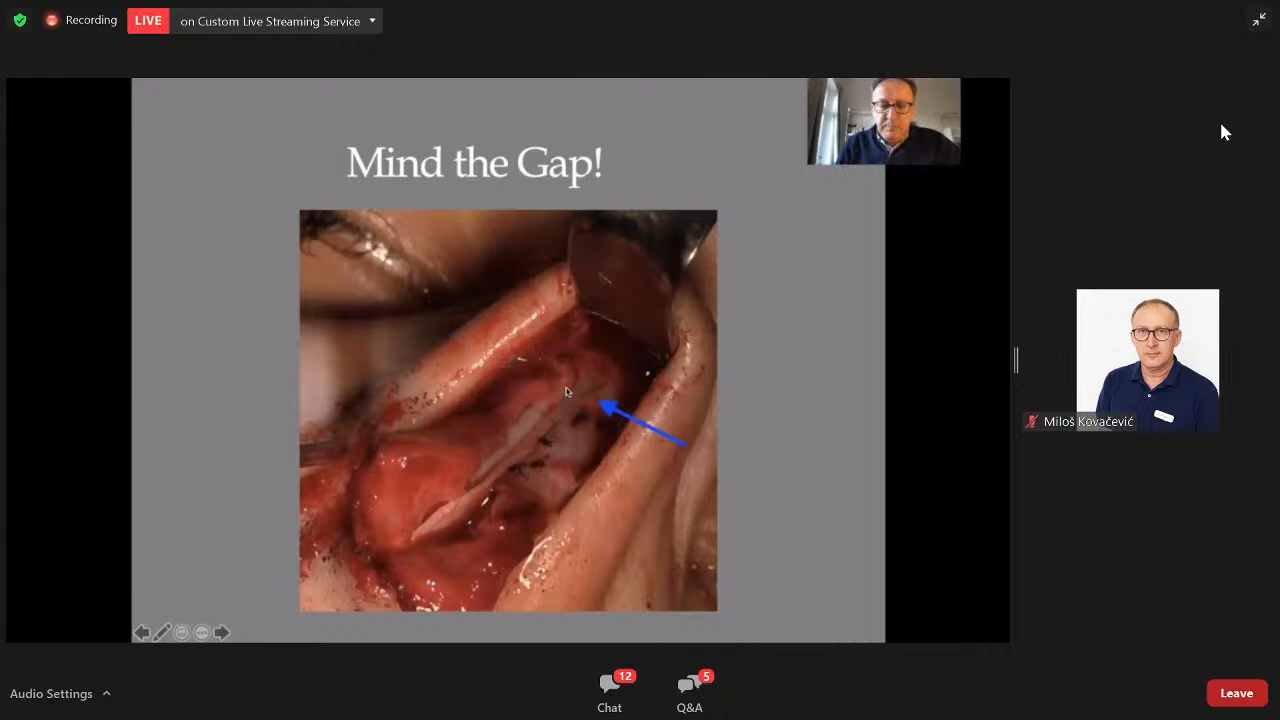 Recording
LIVE
on Custom Live Streaming Service
Mind the Gap!
Miloš Kovačević
Audio Settings
12
Chat
5
Q&A
Leave